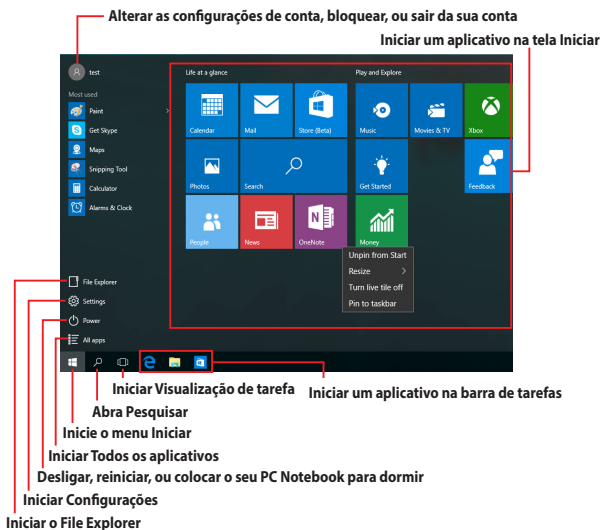 Alterar as configurações de conta, bloquear, ou sair da sua conta
Iniciar um aplicativo na tela Iniciar
test
Life at a glance
Play and Explore
Most used
Paint
Get Skype
Maps
Snipping Tool
Calculator
Alarms & Clock
Calendar
Mail
Store (Beta)
Music
Movies & TV
Xbox
Photos
Search
Get Started
Feedback
People
News
OneNote
Money
Unpin from Start
Resize
Turn live tile off
Pin to taskbar
File Explorer
Settings
Power
All apps
Iniciar Visualização de tarefa
Iniciar um aplicativo na barra de tarefas
Abra Pesquisar
Inicie o menu Iniciar
Iniciar Todos os aplicativos
Desligar, reiniciar, ou colocar o seu PC Notebook para dormir
Iniciar Configurações
Iniciar o File Explorer